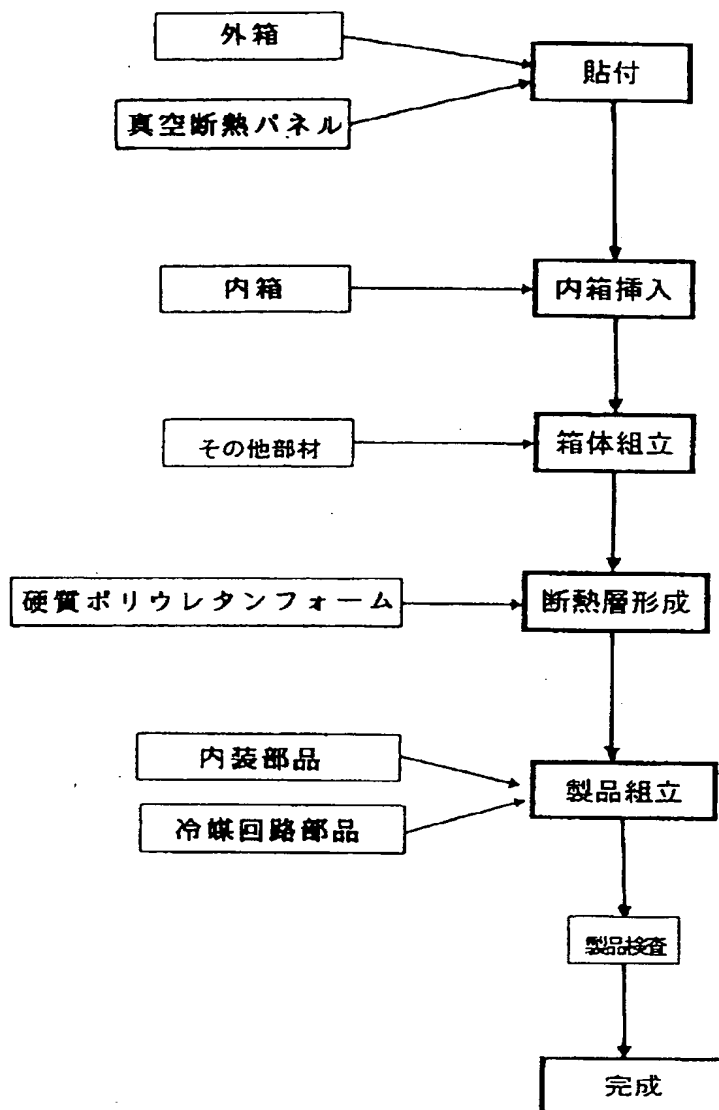 外箱
貼付
真空断熱パネル
内箱
内箱挿入
その他部材
箱体組立
硬質ポリウレタンフォーム
断熱層形成
内装部品
製品組立
冷媒回路部品
製品検査
完成